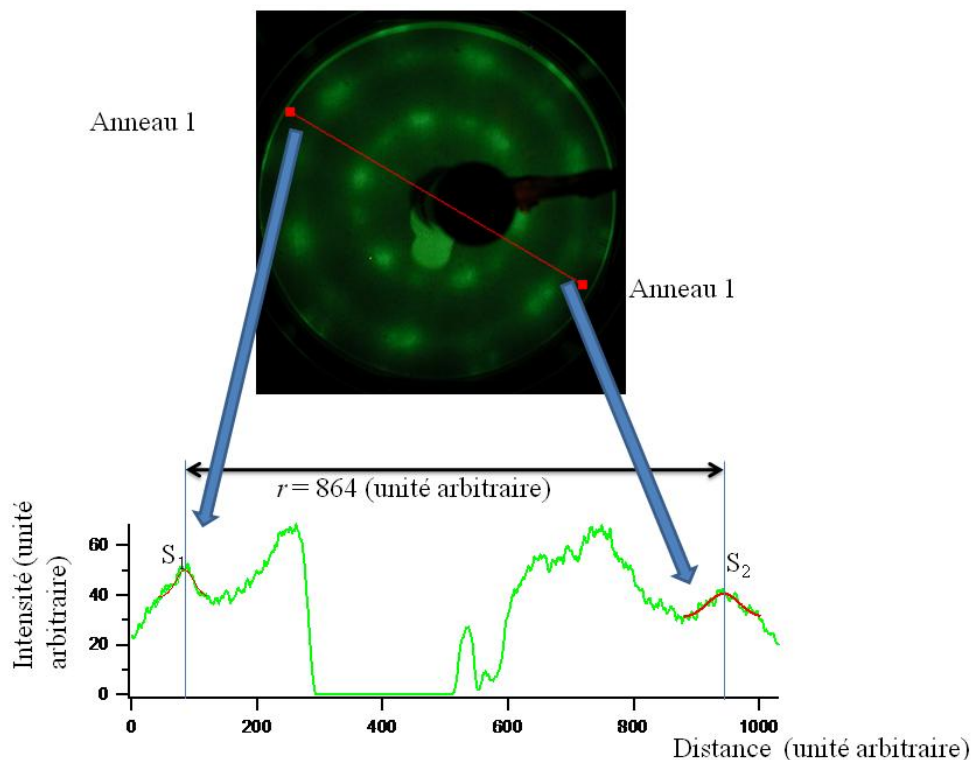 Anneau 1
Anneau 1
r = 864 (unité arbitraire)
Intensité (unité
arbitraire)
60
40
20
0
S1
S2
0
200
400
600
800
1000
Distance (unité arbitraire)